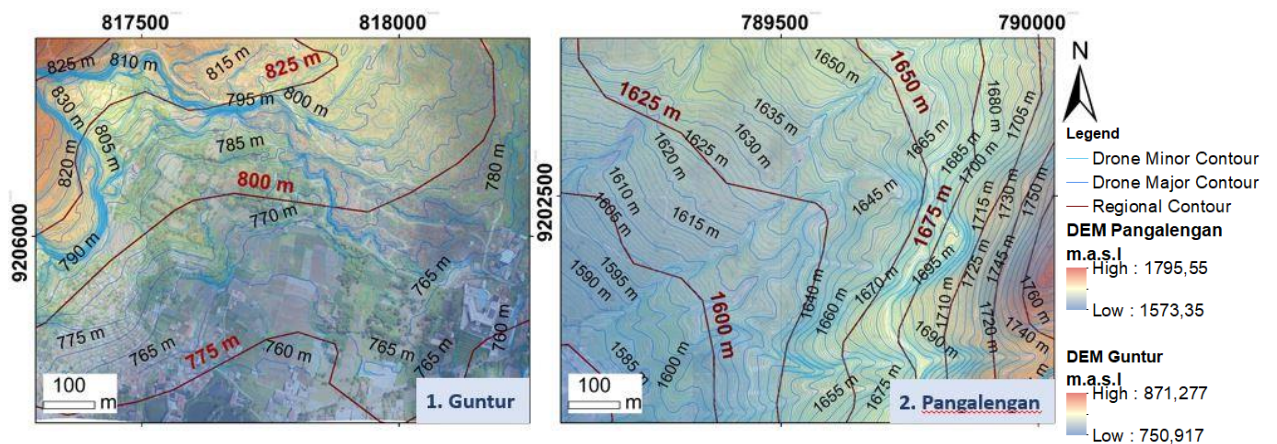 817500
818000
789500
790000
9206000
9202500
825 m
810 m
815 m
825 m
830 m
805 m
795 m
800 m
820 m
785 m
800 m
780 m
770 m
790 m
765 m
775 m
765 m
775 m
760 m
765 m
765 m
760 m
100
m
1. Guntur
1650 m
1650 m
1625 m
1635 m
1680 m
1705 m
1665 m
1625 m
1630 m
1620 m
1685 m
1700 m
1610 m
1605 m
1615 m
1645 m
1675 m
1715 m
1730 m
1750 m
1595 m
1590 m
1695 m
1725 m
1745 m
1670 m
1640 m
1660 m
1600 m
1710 m
1760 m
1690 m
1720 m
1740 m
1585 m
1600 m
1655 m
1675 m
100
m
2. Pangalengan
N
Legend
Drone Minor Contour
Drone Major Contour
Regional Contour
DEM Pangalengan
m.a.s.l
High : 1795,55
Low : 1573,35
DEM Guntur
m.a.s.l
High : 871,277
Low : 750,917